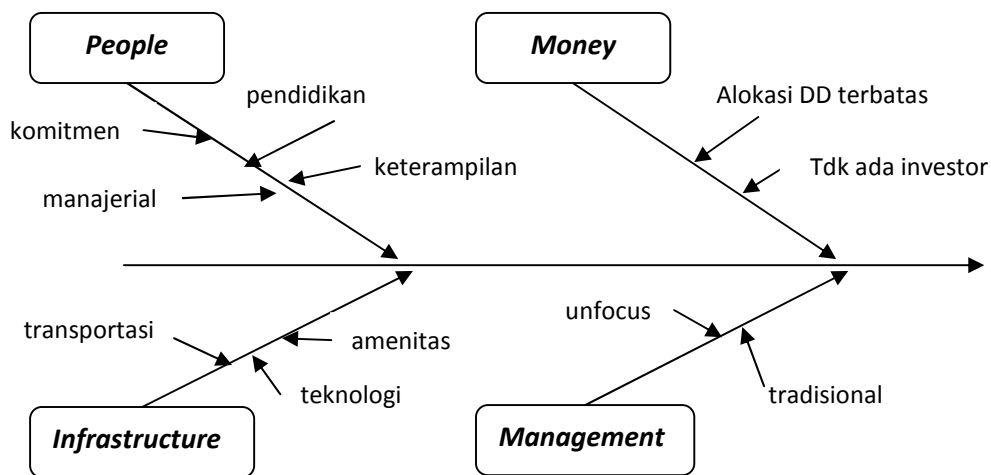 People
Money
pendidikan
Alokasi DD terbatas
komitmen
keterampilan
Tdk ada investor
manajerial
unfocus
transportasi
amenitas
teknologi
tradisional
Infrastructure
Management